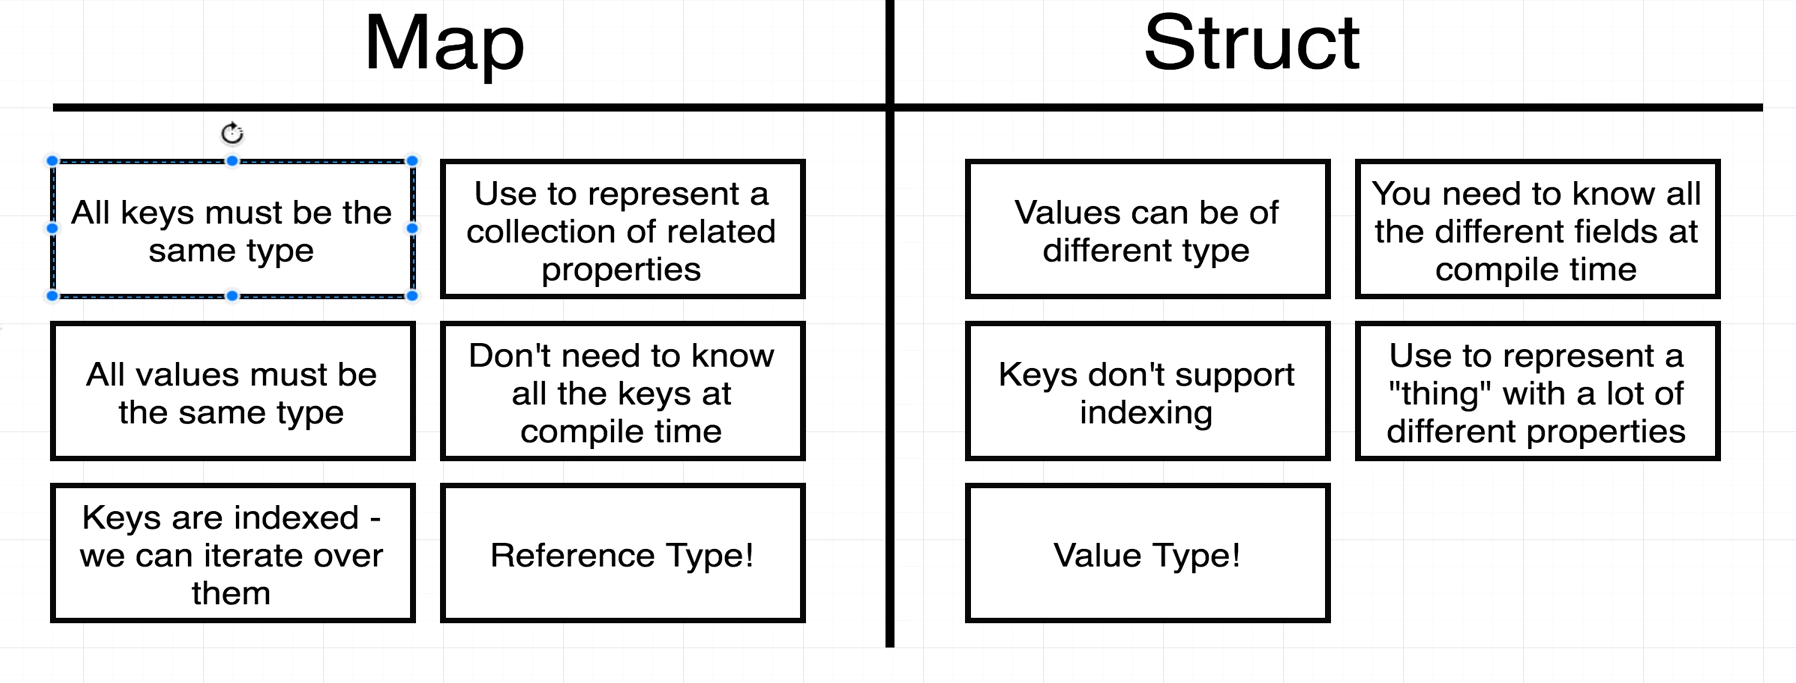 Map
Struct
All keys must be the
same type
Use to represent a
collection of related
properties
Values can be of
different type
You need to know all
the different fields at
compile time
All values must be
the same type
Don't need to know
all the keys at
compile time
Keys don't support
indexing
Use to represent a
"thing" with a lot of
different properties
Keys are indexed -
we can iterate over
them
Reference Type!
Value Type!